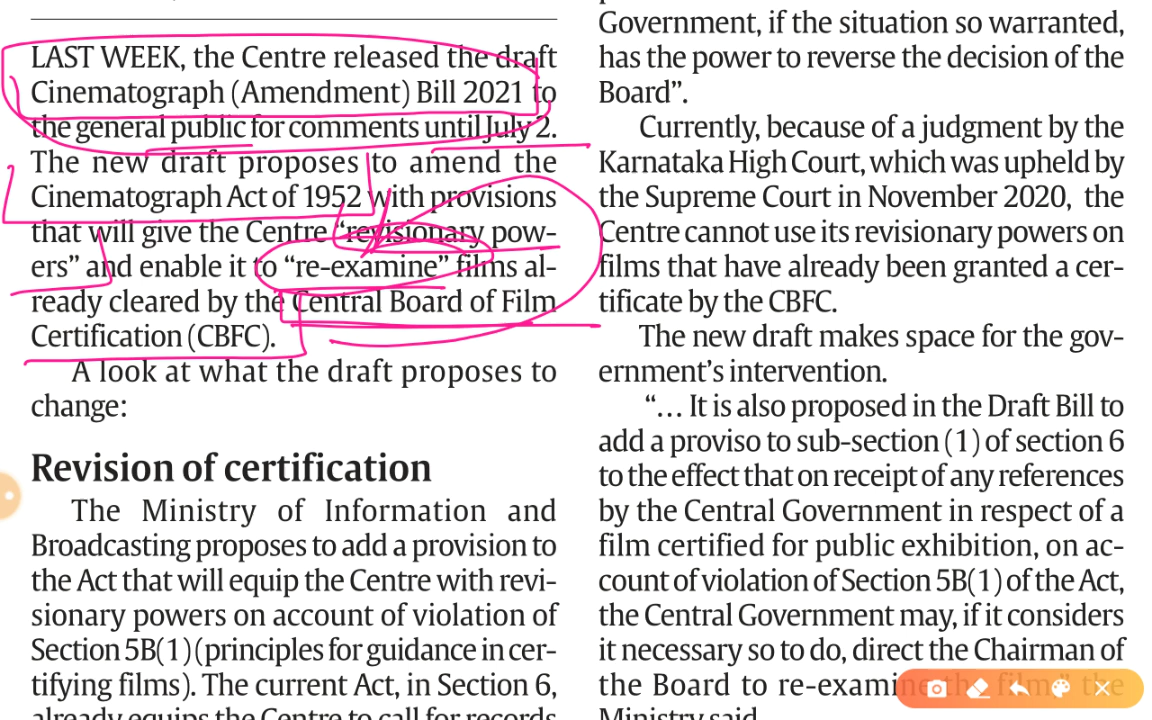 LAST WEEK, the Centre released the draft
Cinematograph (Amendment) Bill 2021 to
the general public for comments until July 2.
The new draft proposes to amend the
Cinematograph Act of 1952 with provisions
that will give the Centre “revisionary pow-
ers” and enable it to “re-examine” films al-
ready cleared by the Central Board of Film
Certification (CBFC).
A look at what the draft proposes to
change:
Revision of certification
The Ministry of Information and
Broadcasting proposes to add a provision to
the Act that will equip the Centre with revi-
sionary powers on account of violation of
Section 5B(1) (principles for guidance in cer-
tifying films). The current Act, in Section 6,
already equips the Centre to call for records
Government, if the situation so warranted,
has the power to reverse the decision of the
Board”.
Currently, because of a judgment by the
Karnataka High Court, which was upheld by
the Supreme Court in November 2020, the
Centre cannot use its revisionary powers on
films that have already been granted a cer-
tificate by the CBFC.
The new draft makes space for the gov-
ernment’s intervention.
“… It is also proposed in the Draft Bill to
add a proviso to sub-section (1) of section 6
to the effect that on receipt of any references
by the Central Government in respect of a
film certified for public exhibition, on ac-
count of violation of Section 5B(1) of the Act,
the Central Government may, if it considers
it necessary so to do, direct the Chairman of
the Board to re-examine the film” the
Ministry said